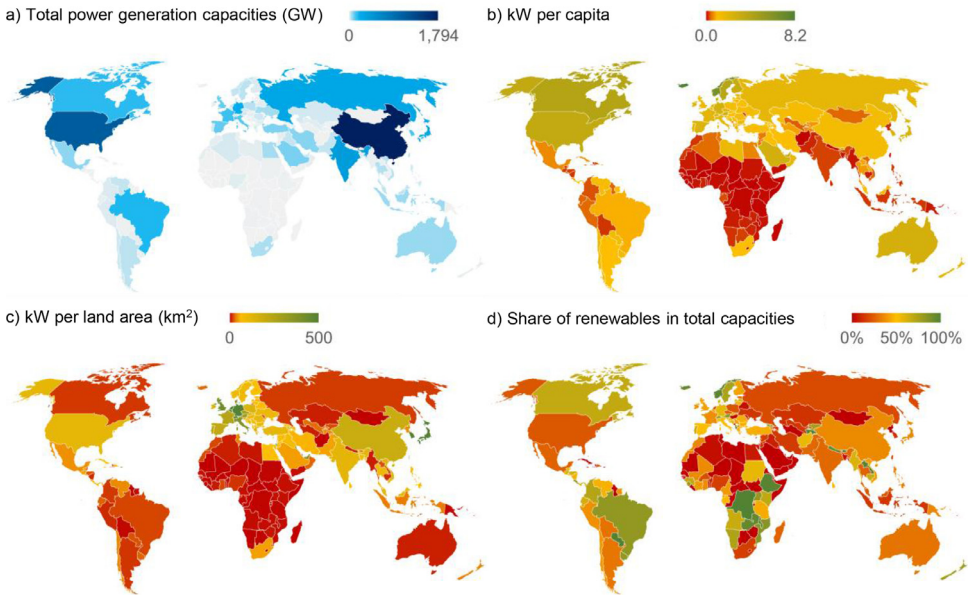 a) Total power generation capacities (GW)
0 1,794
b) kW per capita
0.0 8.2
c) kW per land area (km²)
0 500
d) Share of renewables in total capacities
0% 50% 100%